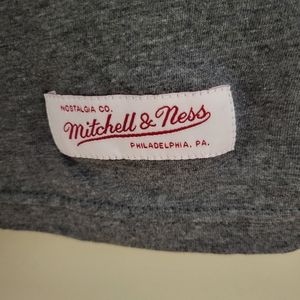 NOSTALGIA CO.
Mitchell & Ness
PHILADELPHIA, PA.